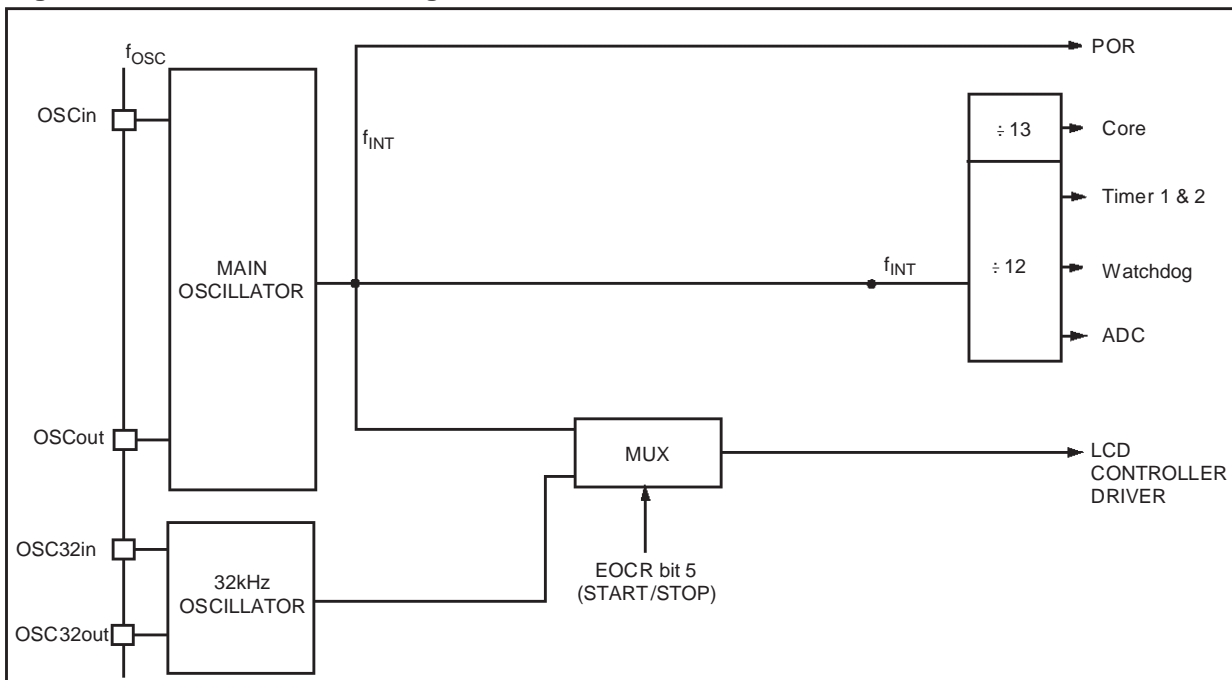 fOSC
POR
OSCin
fINT
÷ 13
Core
Timer 1 & 2
MAIN
OSCILLATOR
fINT
÷ 12
Watchdog
ADC
OSCout
MUX
LCD
CONTROLLER
DRIVER
OSC32in
32kHz
OSCILLATOR
EOCR bit 5
(START/STOP)
OSC32out